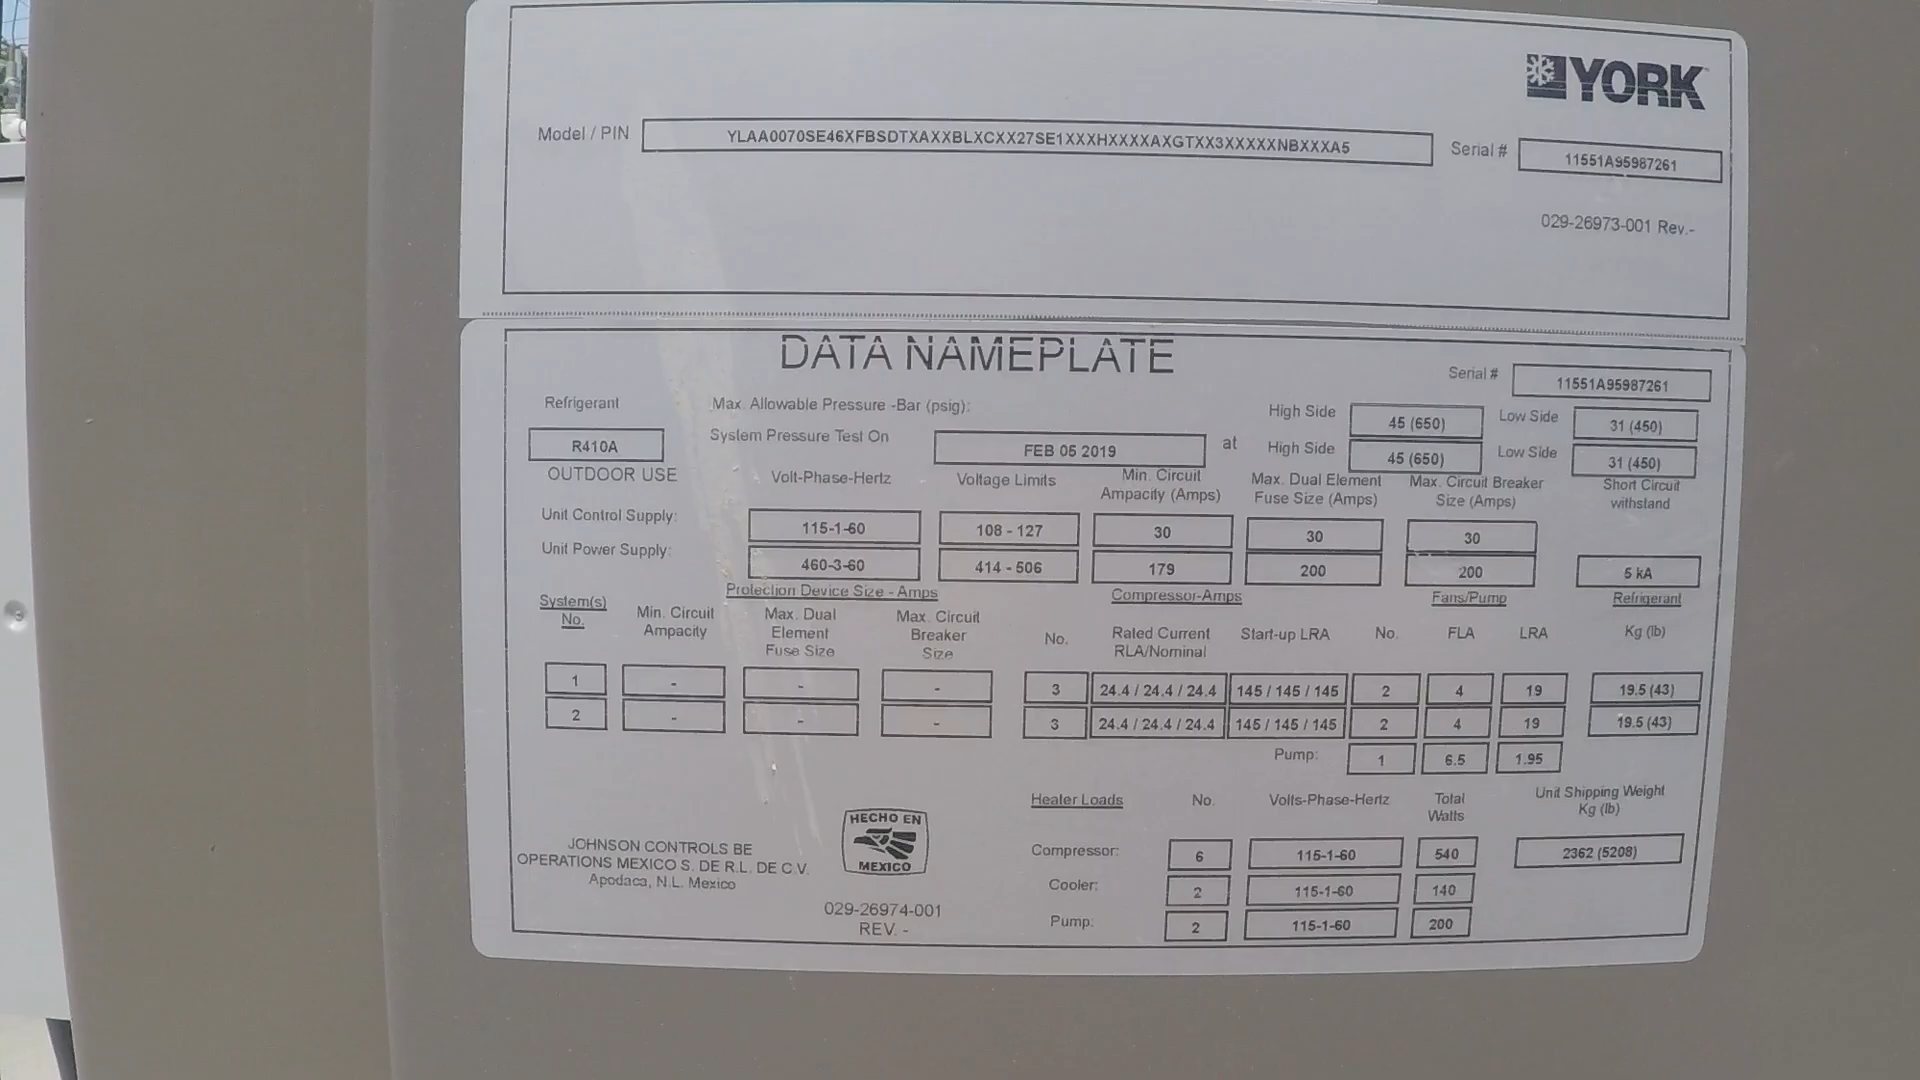 YORK
Model / PIN YLAA0070SE46XFBSDTXAXXBLXCXX27SE1XXXHXXXXAXGTXX3XXXXXNBXXXA5 Serial # 11551A95987261
029-26973-001 Rev.-
DATA NAMEPLATE
Serial # 11551A95987261
Refrigerant Max. Allowable Pressure -Bar (psig): High Side 45 (650) Low Side 31 (450)
R410A System Pressure Test On FEB 05 2019 at High Side 45 (650) Low Side 31 (450)
OUTDOOR USE Volt-Phase-Hertz Voltage Limits Min. Circuit Ampacity (Amps) Max. Dual Element Fuse Size (Amps) Max. Circuit Breaker Size (Amps) Short Circuit withstand
Unit Control Supply: 115-1-60 108 - 127 30 30 30
Unit Power Supply: 460-3-60 414 - 506 179 200 200 5 kA
Protection Device Size - Amps Compressor-Amps Fans/Pump Refrigerant
System(s) No. Min. Circuit Ampacity Max. Dual Element Fuse Size Max. Circuit Breaker Size No. Rated Current RLA/Nominal Start-up LRA No. FLA LRA Kg (lb)
1 - - - 3 24.4 / 24.4 / 24.4 145 / 145 / 145 2 4 19 19.5 (43)
2 - - - 3 24.4 / 24.4 / 24.4 145 / 145 / 145 2 4 19 19.5 (43)
Pump: 1 6.5 1.95
Heater Loads No. Volts-Phase-Hertz Total Watts Unit Shipping Weight Kg (lb)
Compressor: 6 115-1-60 540 2362 (5208)
Cooler: 2 115-1-60 140
Pump: 2 115-1-60 200
JOHNSON CONTROLS BE
OPERATIONS MEXICO S. DE R.L. DE C.V.
Apodaca, N.L. Mexico
HECHO EN
MEXICO
029-26974-001
REV. -